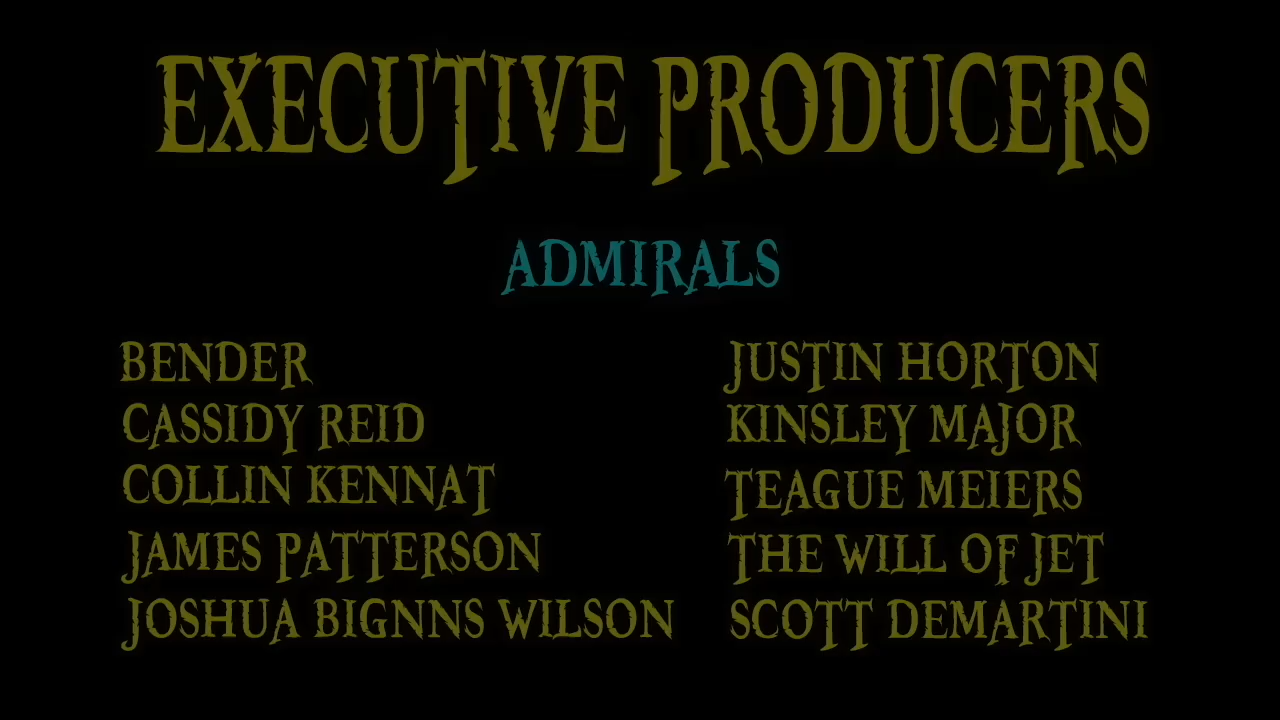 EXECUTIVE PRODUCERS
ADMIRALS
BENDER
CASSIDY REID
COLLIN KENNAT
JAMES PATTERSON
JOSHUA BIGNNS WILSON
JUSTIN HORTON
KINSLEY MAJOR
TEAGUE MEIERS
THE WILL OF JET
SCOTT DEMARTINI